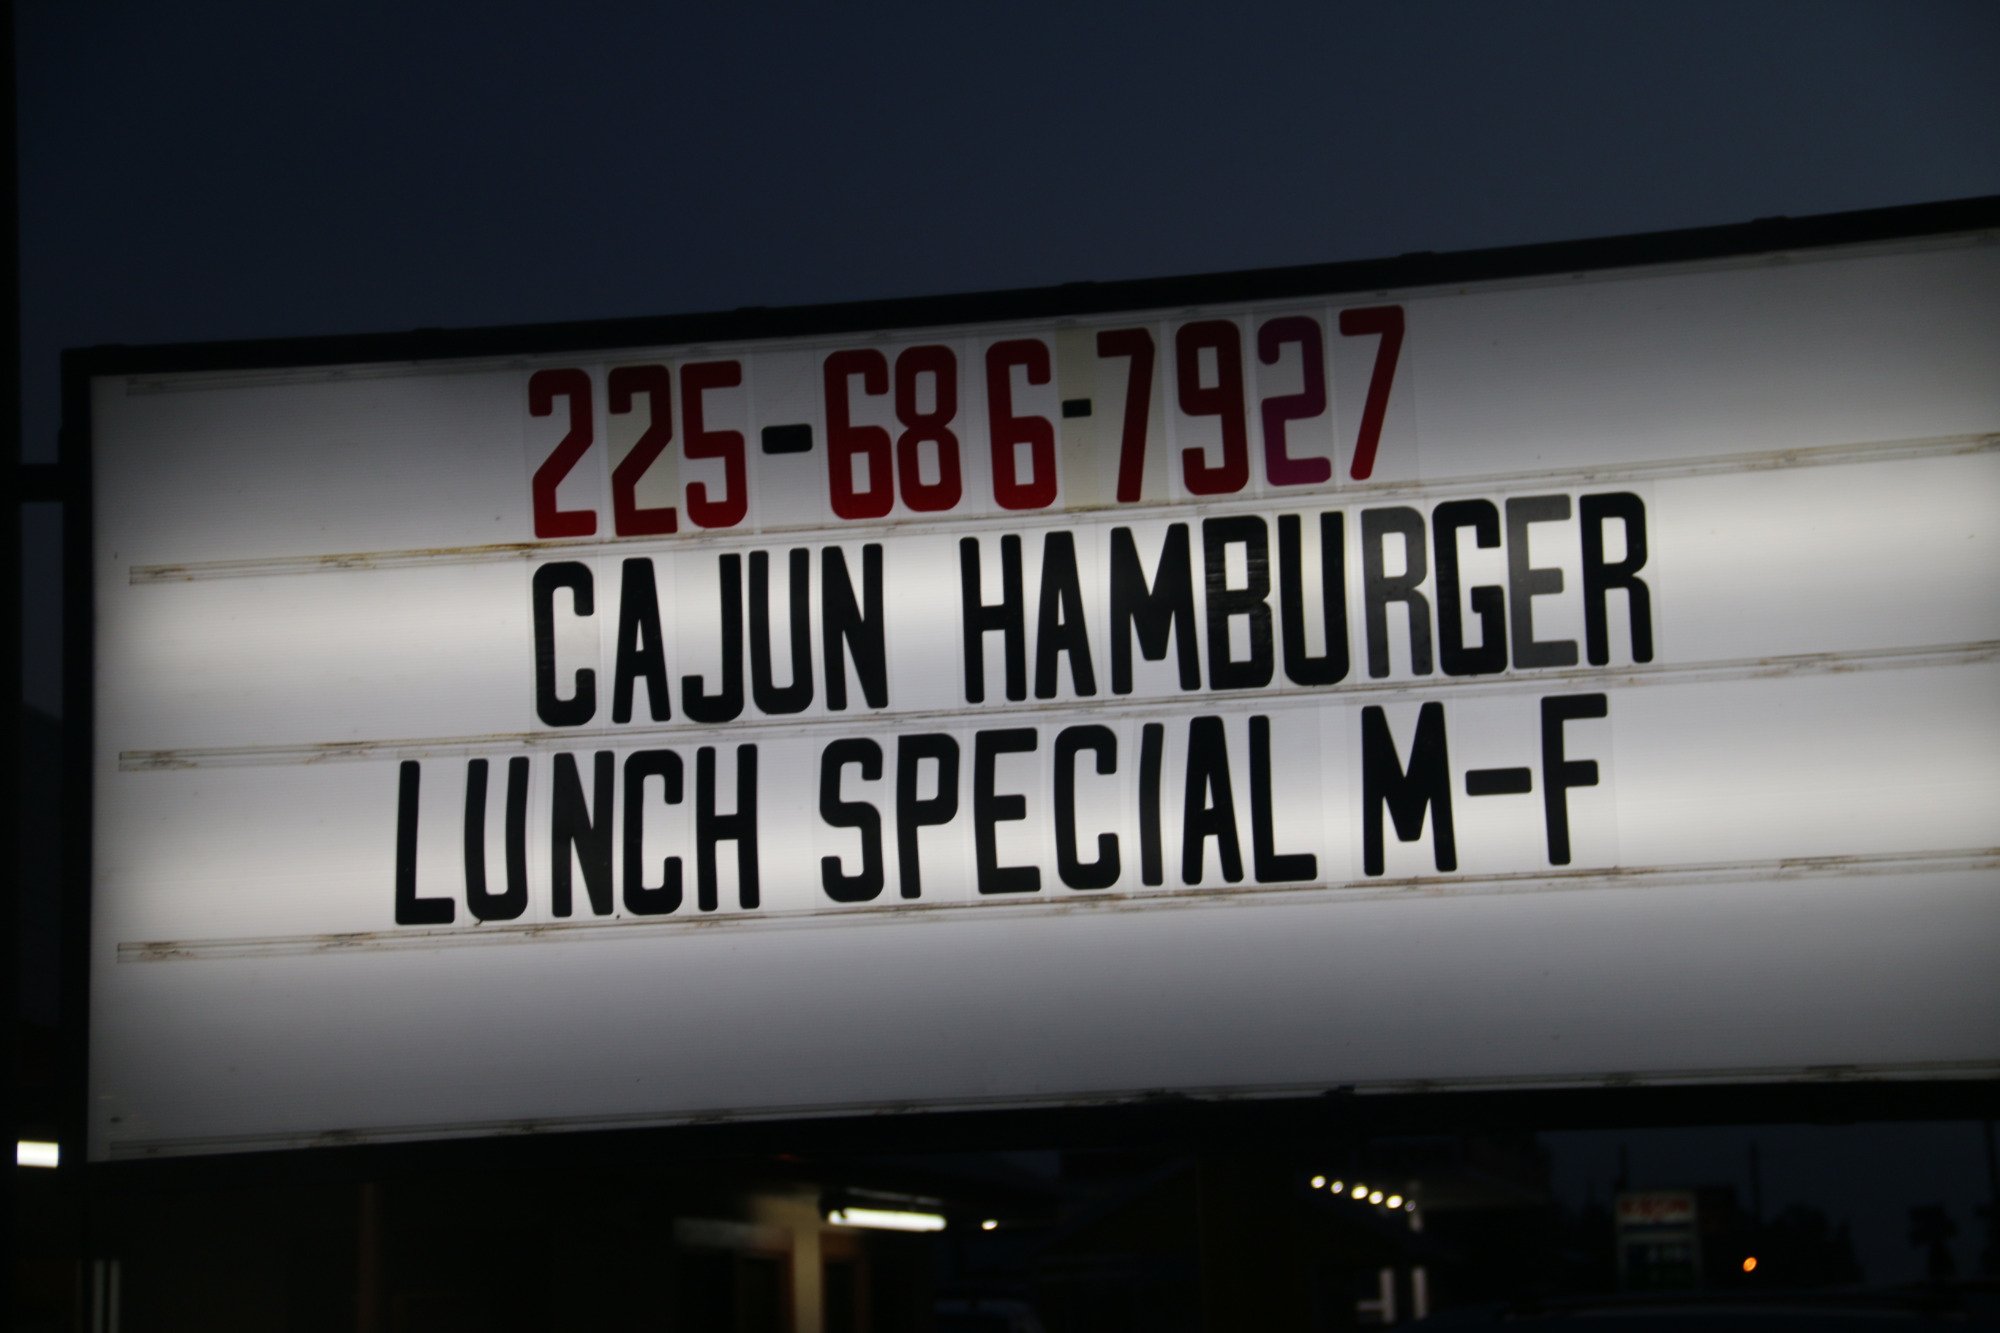 225-686-7927
CAJUN HAMBURGER
LUNCH SPECIAL M-F